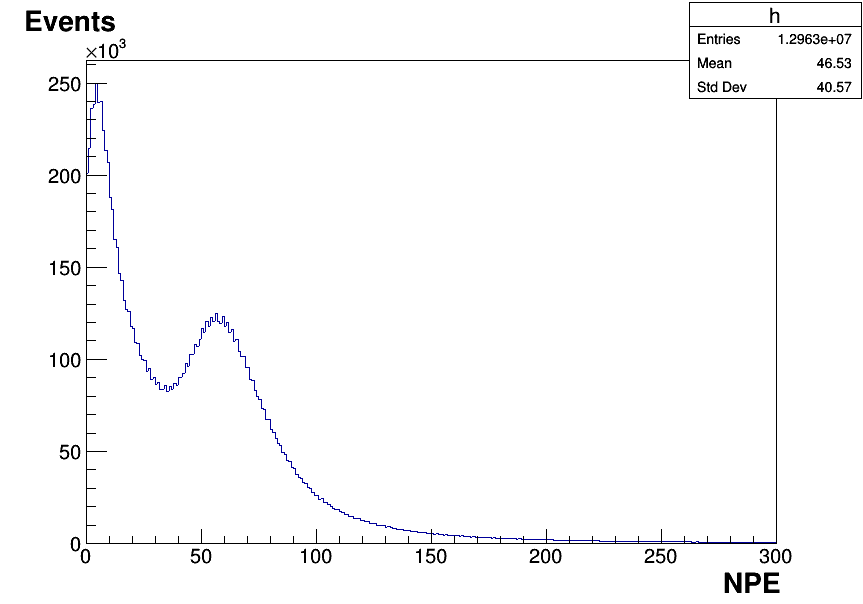 Events
×10³
h
Entries 1.2963e+07
Mean 46.53
Std Dev 40.57
250
200
150
100
50
0
0 50 100 150 200 250 300
NPE